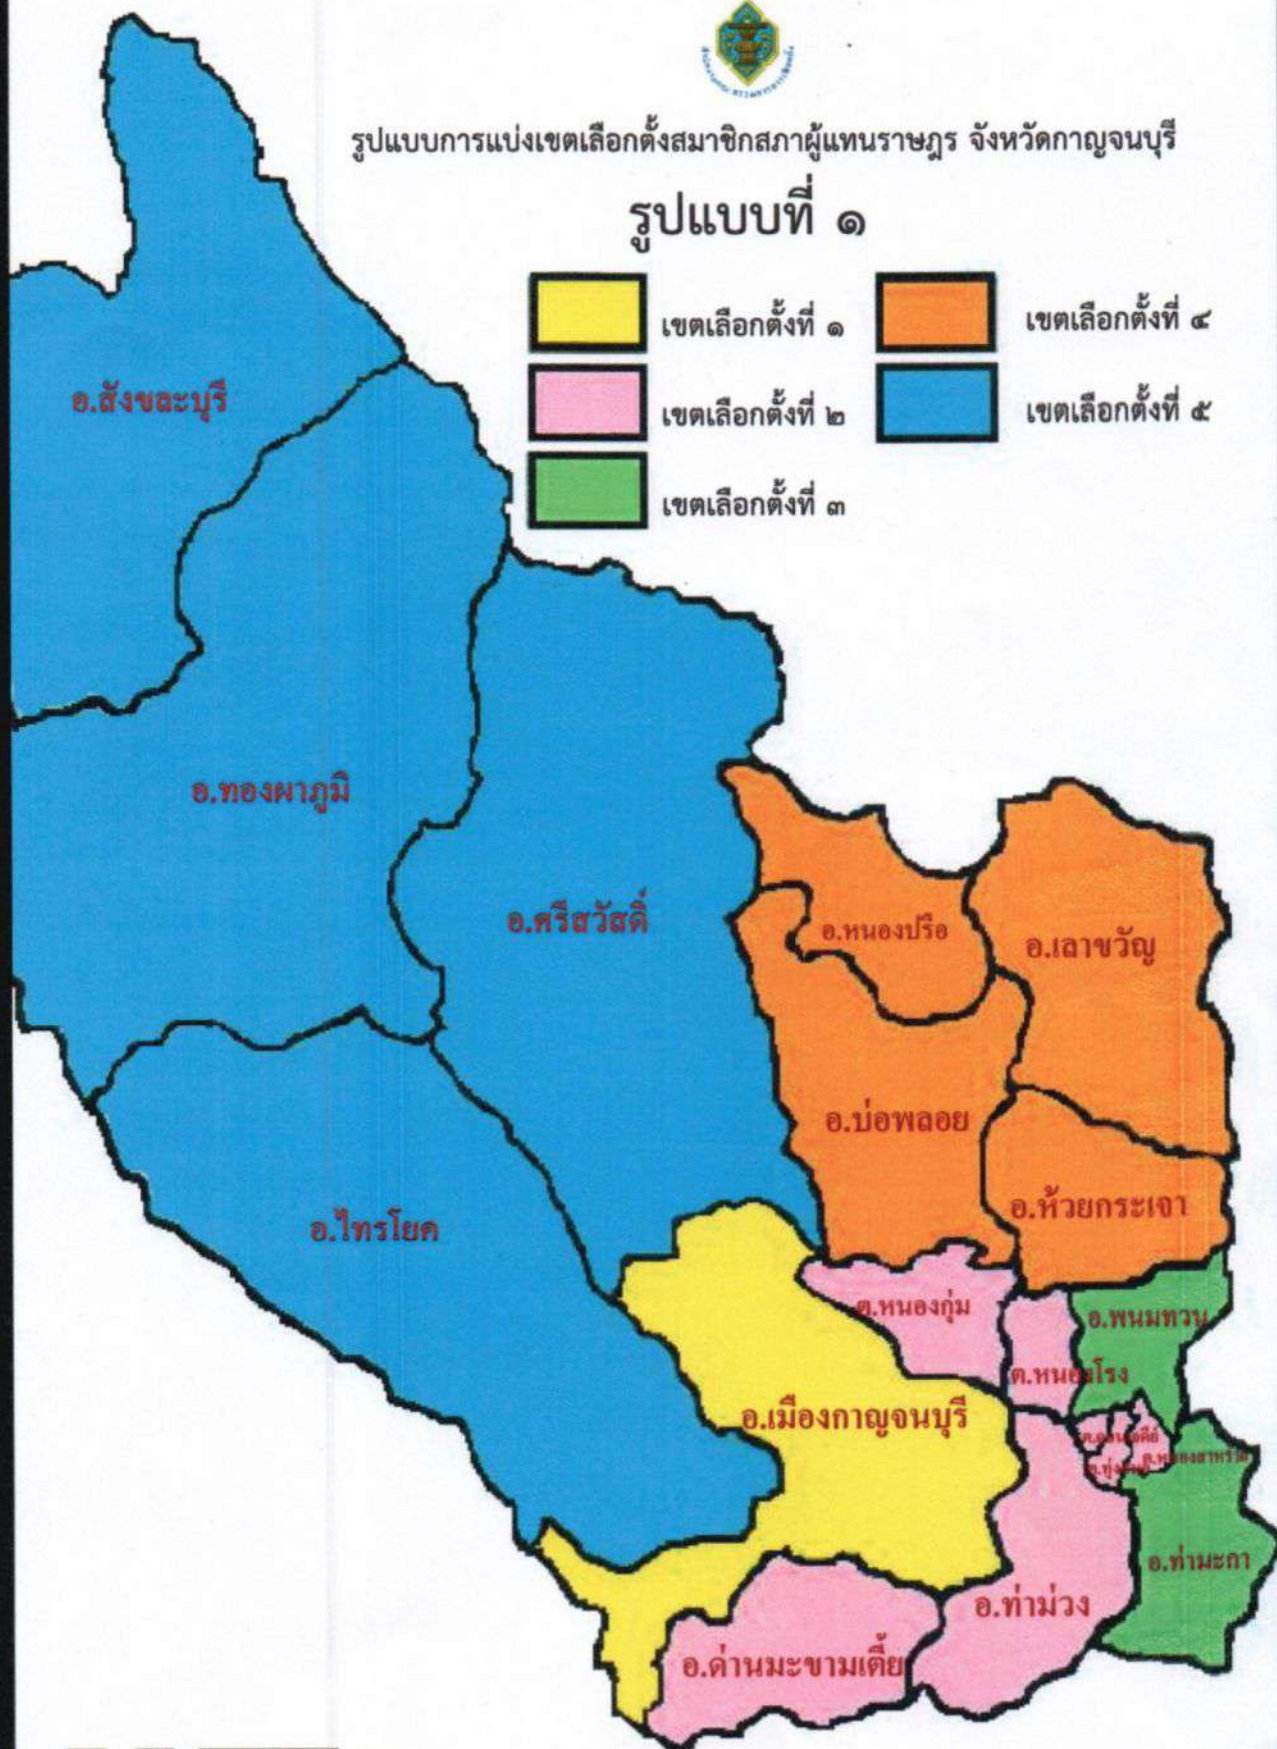 รูปแบบการแบ่งเขตเลือกตั้งสมาชิกสภาผู้แทนราษฎร จังหวัดกาญจนบุรี
รูปแบบที่ ๑
เขตเลือกตั้งที่ ๑
เขตเลือกตั้งที่ ๔
เขตเลือกตั้งที่ ๒
เขตเลือกตั้งที่ ๕
เขตเลือกตั้งที่ ๓
อ.สังขละบุรี
อ.ทองผาภูมิ
อ.ศรีสวัสดิ์
อ.หนองปรือ
อ.เลาขวัญ
อ.บ่อพลอย
อ.ห้วยกระเจา
อ.ไทรโยค
ต.หนองกุ่ม
อ.พนมทวน
ต.หนองโรง
อ.เมืองกาญจนบุรี
อ.ท่ามะกา
อ.ท่าม่วง
อ.ด่านมะขามเตี้ย